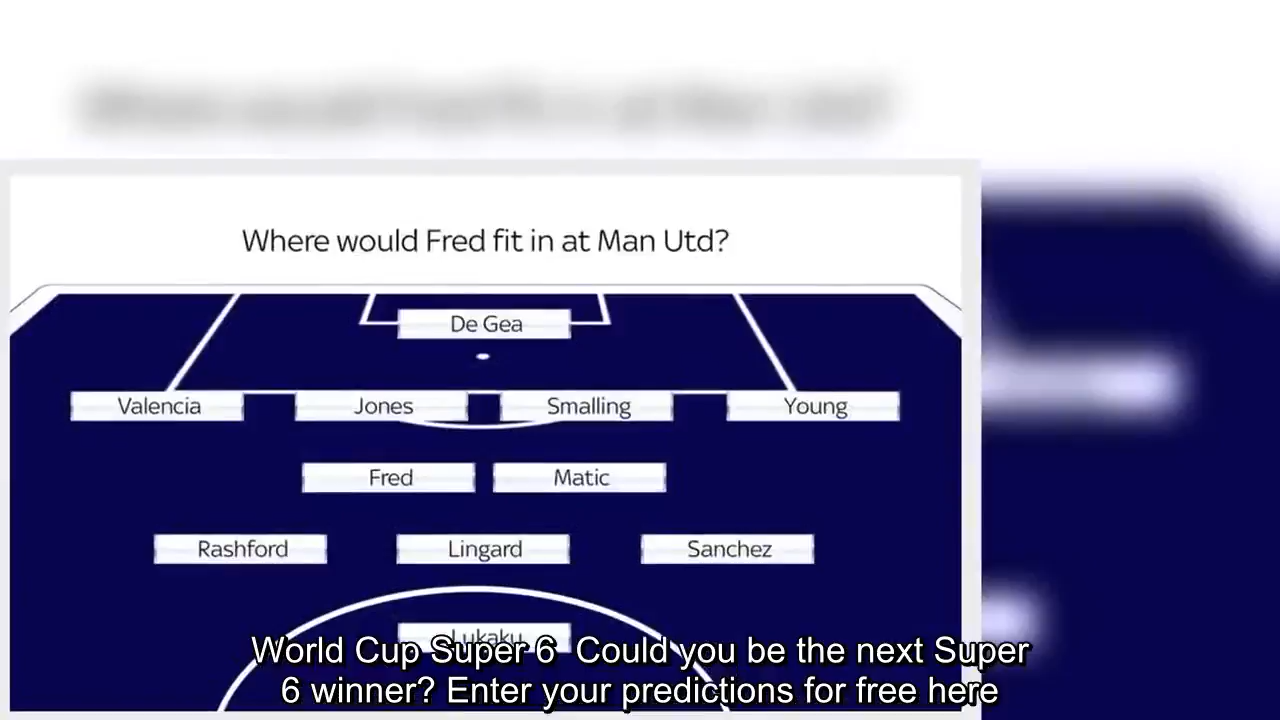 Where would Fred fit in at Man Utd?
De Gea
Valencia Jones Smalling Young
Fred Matic
Rashford Lingard Sanchez
Lukaku
World Cup Super 6 Could you be the next Super
6 winner? Enter your predictions for free here